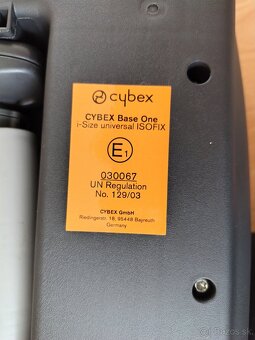 cybex
CYBEX Base One
i-Size universal ISOFIX
E1
030067
UN Regulation
No. 129/03
CYBEX GmbH
Riedingerstr. 18, 95448 Bayreuth
Germany